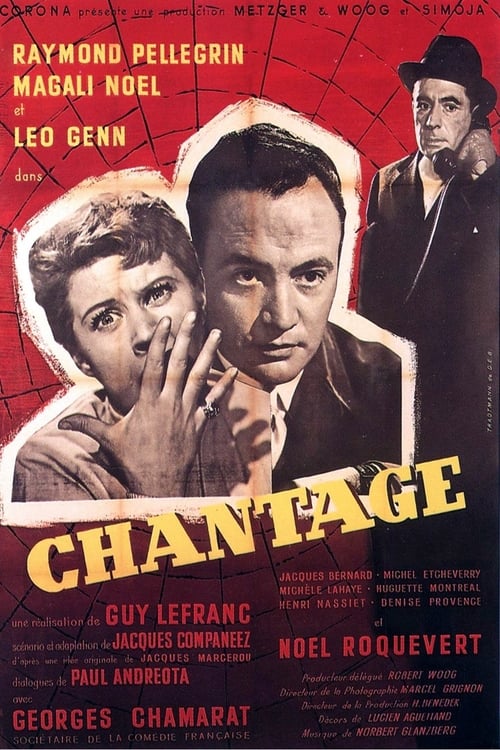 CORONA présente une production METZGER & WOOG et SIMOJA
RAYMOND PELLEGRIN
MAGALI NOEL
et
LEO GENN
dans
CHANTAGE
une réalisation de GUY LEFRANC
scénario et adaptation de JACQUES COMPANEEZ
d'après une idée originale de JACQUES MARCEROU
dialogues de PAUL ANDREOTA
avec
GEORGES CHAMARAT
SOCIÉTAIRE DE LA COMÉDIE FRANÇAISE
JACQUES BERNARD · MICHEL ETCHEVERRY
MICHÈLE LAHAYE · HUGUETTE MONTREAL
HENRI NASSIET · DENISE PROVENCE
et
NOEL ROQUEVERT
Producteur délégué ROBERT WOOG
Directeur de la Photographie MARCEL GRIGNON
Directeur de la Production H. BENEDEK
Décors de LUCIEN AGUETTAND
Musique de NORBERT GLANZBERG